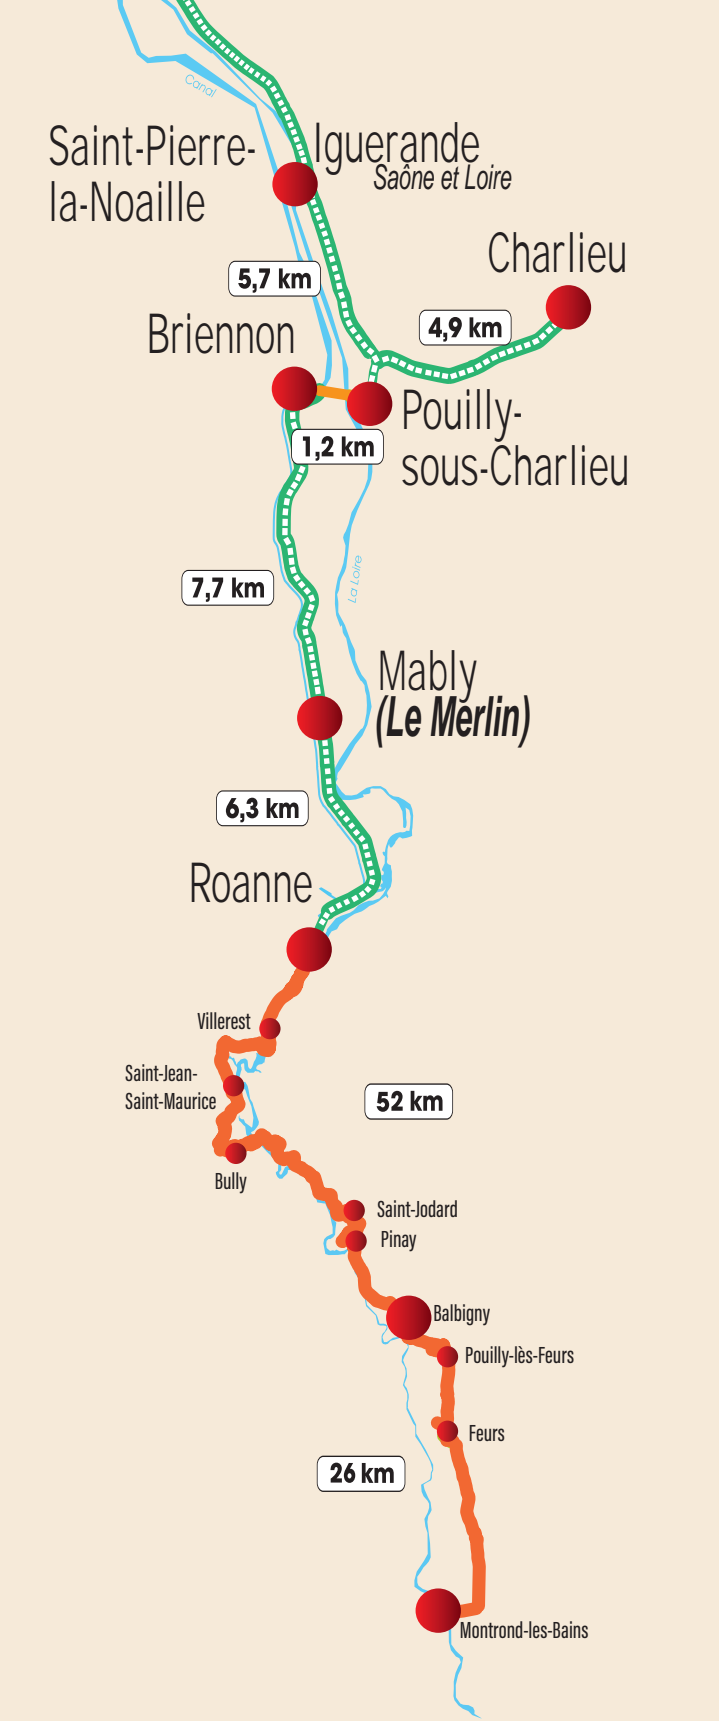 Canal
Saint-Pierre-
la-Noaille
Iguerande
Saône et Loire
Charlieu
5,7 km
4,9 km
Briennon
Pouilly-
sous-Charlieu
1,2 km
La Loire
7,7 km
Mably
(Le Merlin)
6,3 km
Roanne
Villerest
Saint-Jean-
Saint-Maurice
52 km
Bully
Saint-Jodard
Pinay
Balbigny
Pouilly-lès-Feurs
Feurs
26 km
Montrond-les-Bains